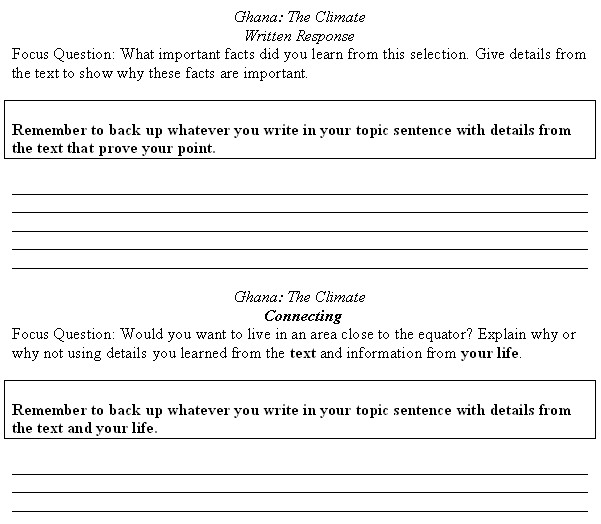 Ghana: The Climate
Written Response
Focus Question: What important facts did you learn from this selection. Give details from
the text to show why these facts are important.
Remember to back up whatever you write in your topic sentence with details from
the text that prove your point.
Ghana: The Climate
Connecting
Focus Question: Would you want to live in an area close to the equator? Explain why or
why not using details you learned from the text and information from your life.
Remember to back up whatever you write in your topic sentence with details from
the text and your life.